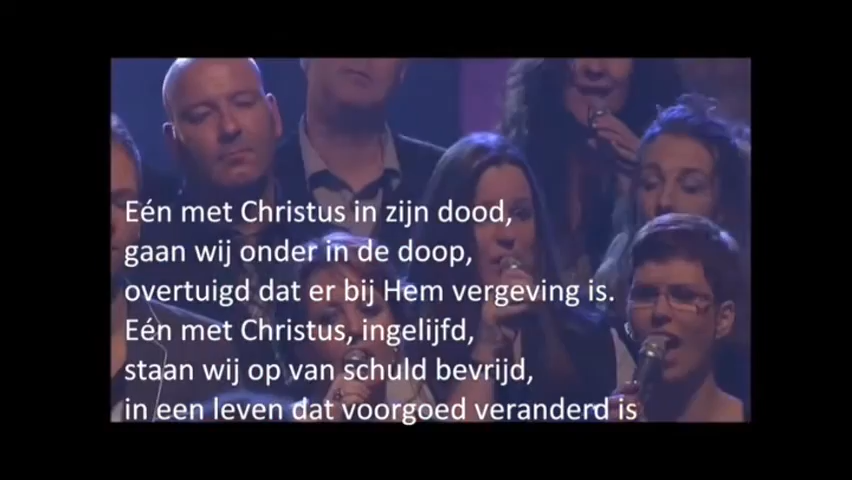 Eén met Christus in zijn dood,
gaan wij onder in de doop,
overtuigd dat er bij Hem vergeving is.
Eén met Christus, ingelijfd,
staan wij op van schuld bevrijd,
in een leven dat voorgoed veranderd is